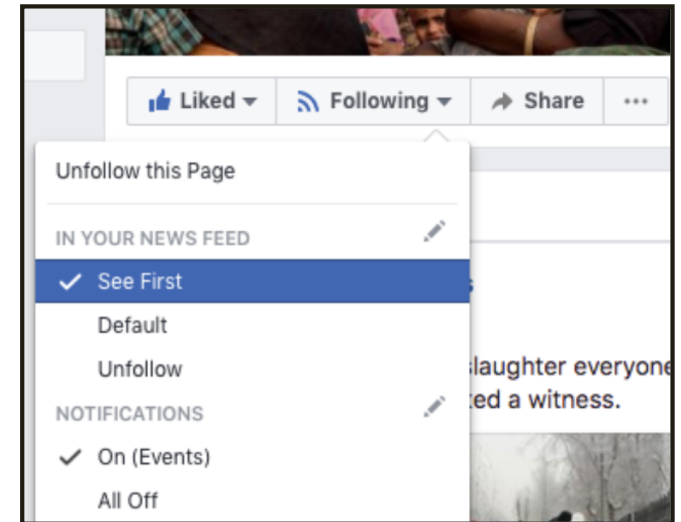 Liked
Following
Share
Unfollow this Page
IN YOUR NEWS FEED
See First
Default
Unfollow
slaughter everyone
ted a witness.
NOTIFICATIONS
On (Events)
All Off